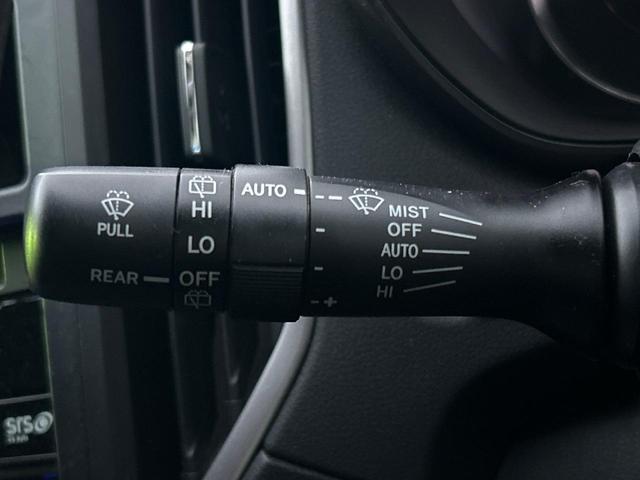 PULL
REAR
HI
LO
OFF
AUTO
- +
MIST
OFF
AUTO
LO
HI
SRS